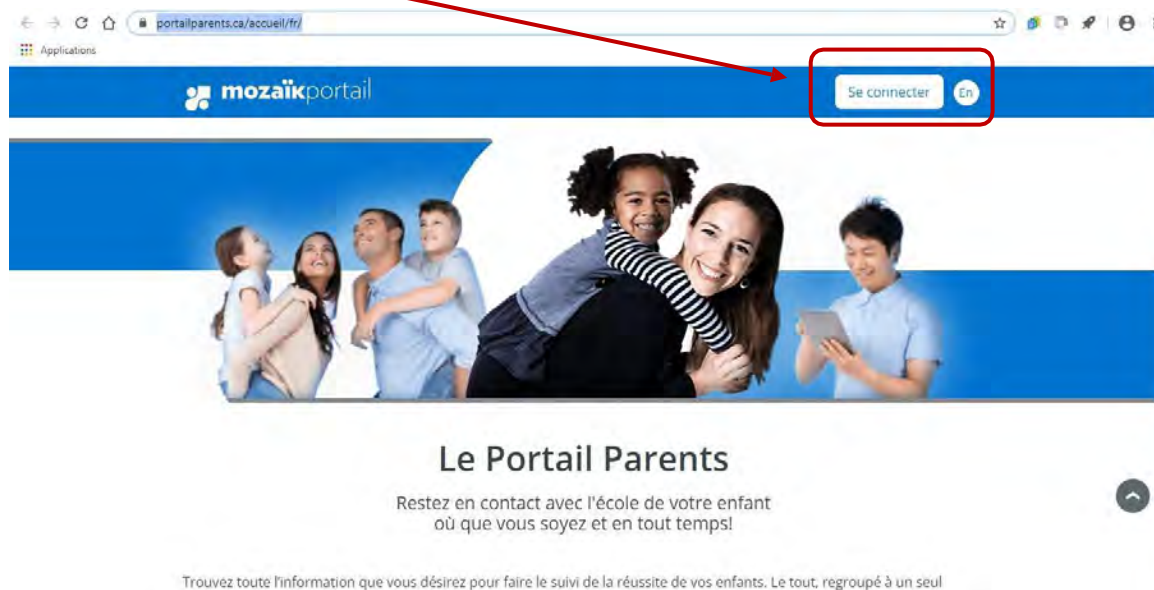 portailparents.ca/accueil/fr/
Applications
mozaïkportail
Se connecter
En
Le Portail Parents
Restez en contact avec l'école de votre enfant
où que vous soyez et en tout temps!
Trouvez toute l'information que vous désirez pour faire le suivi de la réussite de vos enfants. Le tout, regroupé à un seul